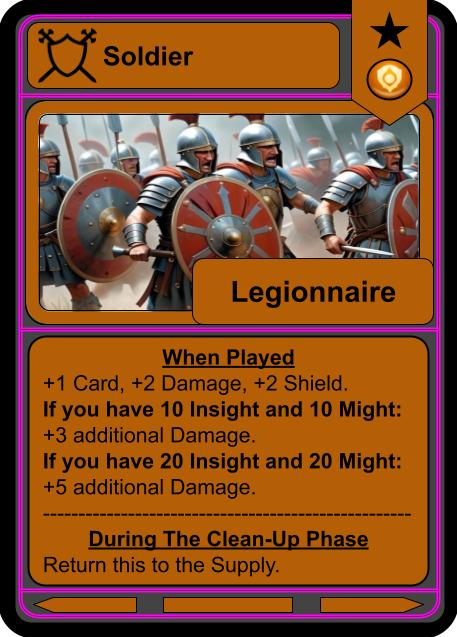 Soldier
Legionnaire
When Played
+1 Card, +2 Damage, +2 Shield.
If you have 10 Insight and 10 Might:
+3 additional Damage.
If you have 20 Insight and 20 Might:
+5 additional Damage.
-----------------------------------------------------
During The Clean-Up Phase
Return this to the Supply.